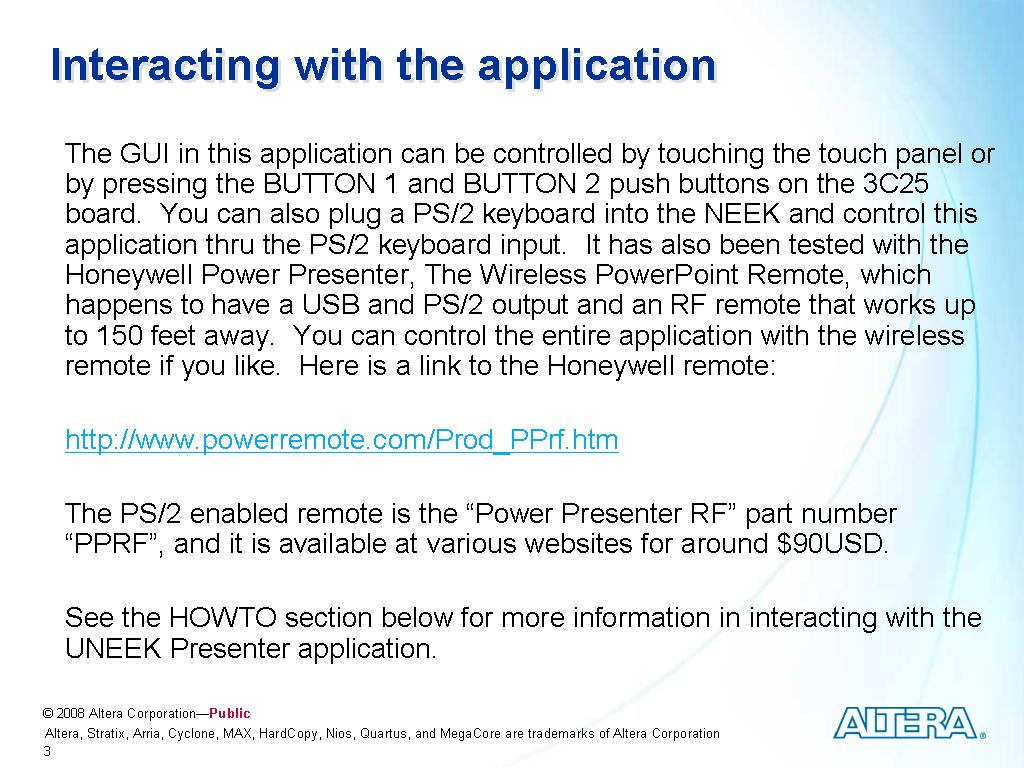 Interacting with the application
The GUI in this application can be controlled by touching the touch panel or
by pressing the BUTTON 1 and BUTTON 2 push buttons on the 3C25
board.  You can also plug a PS/2 keyboard into the NEEK and control this
application thru the PS/2 keyboard input.  It has also been tested with the
Honeywell Power Presenter, The Wireless PowerPoint Remote, which
happens to have a USB and PS/2 output and an RF remote that works up
to 150 feet away.  You can control the entire application with the wireless
remote if you like.  Here is a link to the Honeywell remote:
http://www.powerremote.com/Prod_PPrf.htm
The PS/2 enabled remote is the “Power Presenter RF” part number
“PPRF”, and it is available at various websites for around $90USD.
See the HOWTO section below for more information in interacting with the
UNEEK Presenter application.
© 2008 Altera Corporation—Public
Altera, Stratix, Arria, Cyclone, MAX, HardCopy, Nios, Quartus, and MegaCore are trademarks of Altera Corporation
3
ALTERA®